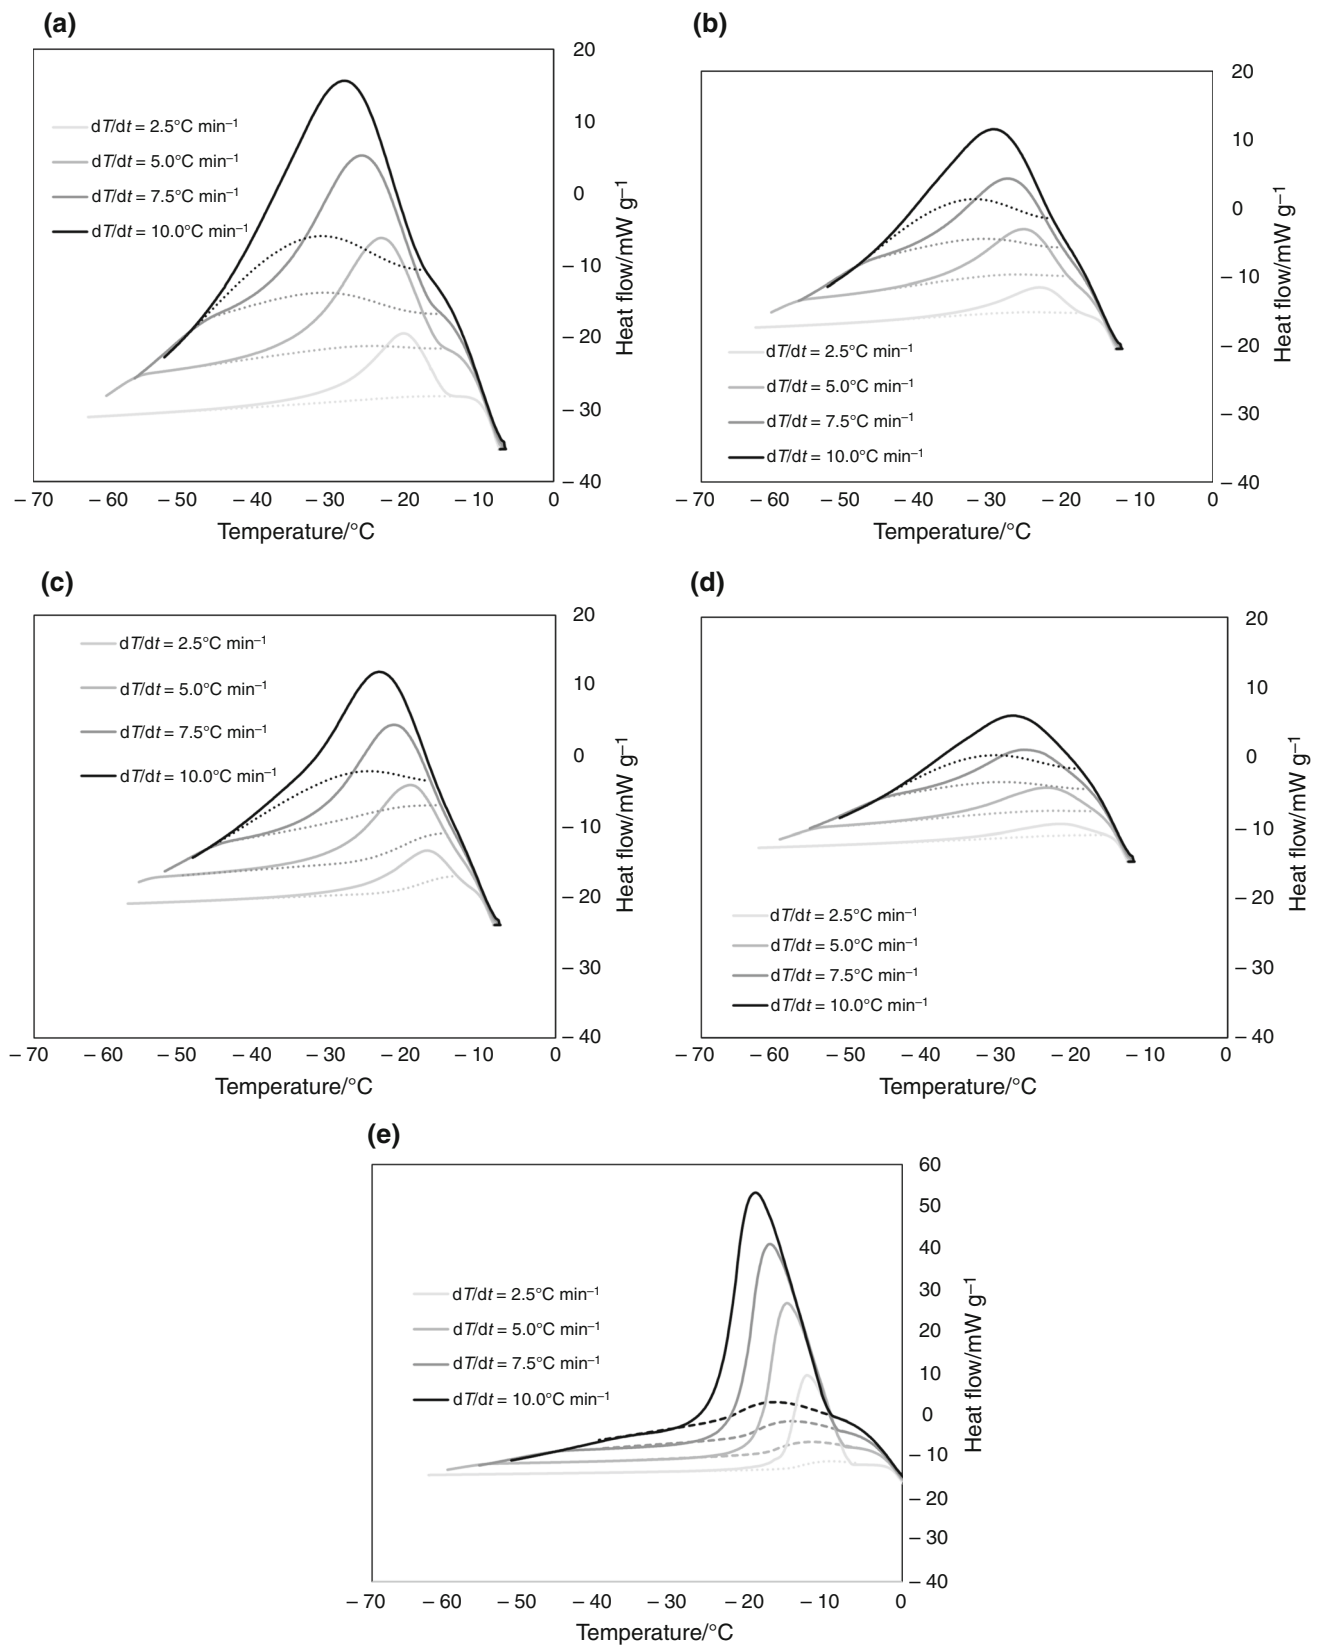 (a)
20
10
0
– 10
– 20
– 30
– 40
Heat flow/mW g–1
dT/dt = 2.5°C min–1
dT/dt = 5.0°C min–1
dT/dt = 7.5°C min–1
dT/dt = 10.0°C min–1
– 70 – 60 – 50 – 40 – 30 – 20 – 10 0
Temperature/°C
(b)
20
10
0
– 10
– 20
– 30
– 40
Heat flow/mW g–1
dT/dt = 2.5°C min–1
dT/dt = 5.0°C min–1
dT/dt = 7.5°C min–1
dT/dt = 10.0°C min–1
– 70 – 60 – 50 – 40 – 30 – 20 – 10 0
Temperature/°C
(c)
20
10
0
– 10
– 20
– 30
– 40
Heat flow/mW g–1
dT/dt = 2.5°C min–1
dT/dt = 5.0°C min–1
dT/dt = 7.5°C min–1
dT/dt = 10.0°C min–1
– 70 – 60 – 50 – 40 – 30 – 20 – 10 0
Temperature/°C
(d)
20
10
0
– 10
– 20
– 30
– 40
Heat flow/mW g–1
dT/dt = 2.5°C min–1
dT/dt = 5.0°C min–1
dT/dt = 7.5°C min–1
dT/dt = 10.0°C min–1
– 70 – 60 – 50 – 40 – 30 – 20 – 10 0
Temperature/°C
(e)
60
50
40
30
20
10
0
– 10
– 20
– 30
– 40
Heat flow/mW g–1
dT/dt = 2.5°C min–1
dT/dt = 5.0°C min–1
dT/dt = 7.5°C min–1
dT/dt = 10.0°C min–1
– 70 – 60 – 50 – 40 – 30 – 20 – 10 0
Temperature/°C